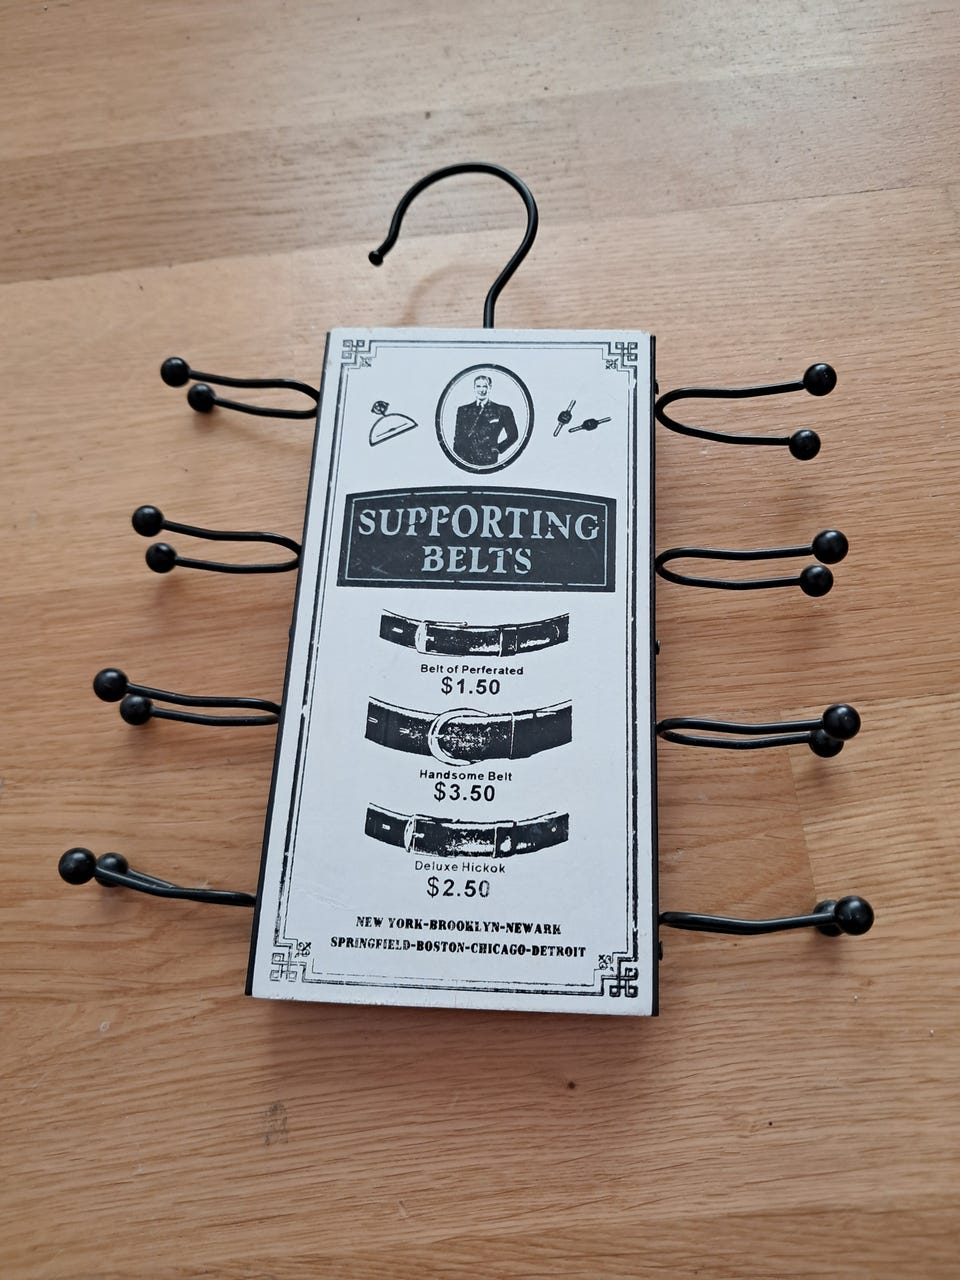 SUPPORTING
BELTS
Belt of Perferated
$1.50
Handsome Belt
$3.50
Deluxe Hickok
$2.50
NEW YORK-BROOKLYN-NEWARK
SPRINGFIELD-BOSTON-CHICAGO-DETROIT